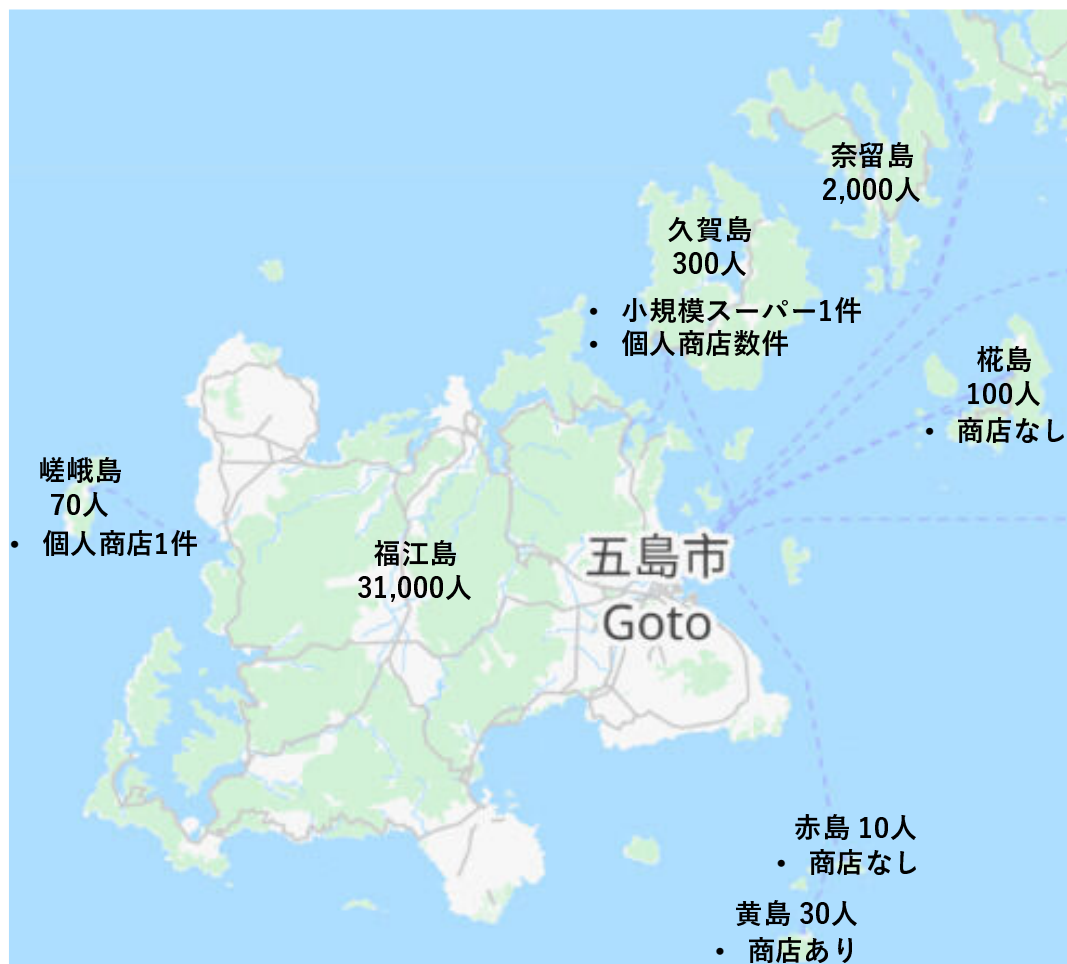 奈留島
2,000人
久賀島
300人
• 小規模スーパー1件
• 個人商店数件
椛島
100人
• 商店なし
嵯峨島
70人
• 個人商店1件
福江島
31,000人
五島市
Goto
赤島 10人
• 商店なし
黄島 30人
• 商店あり